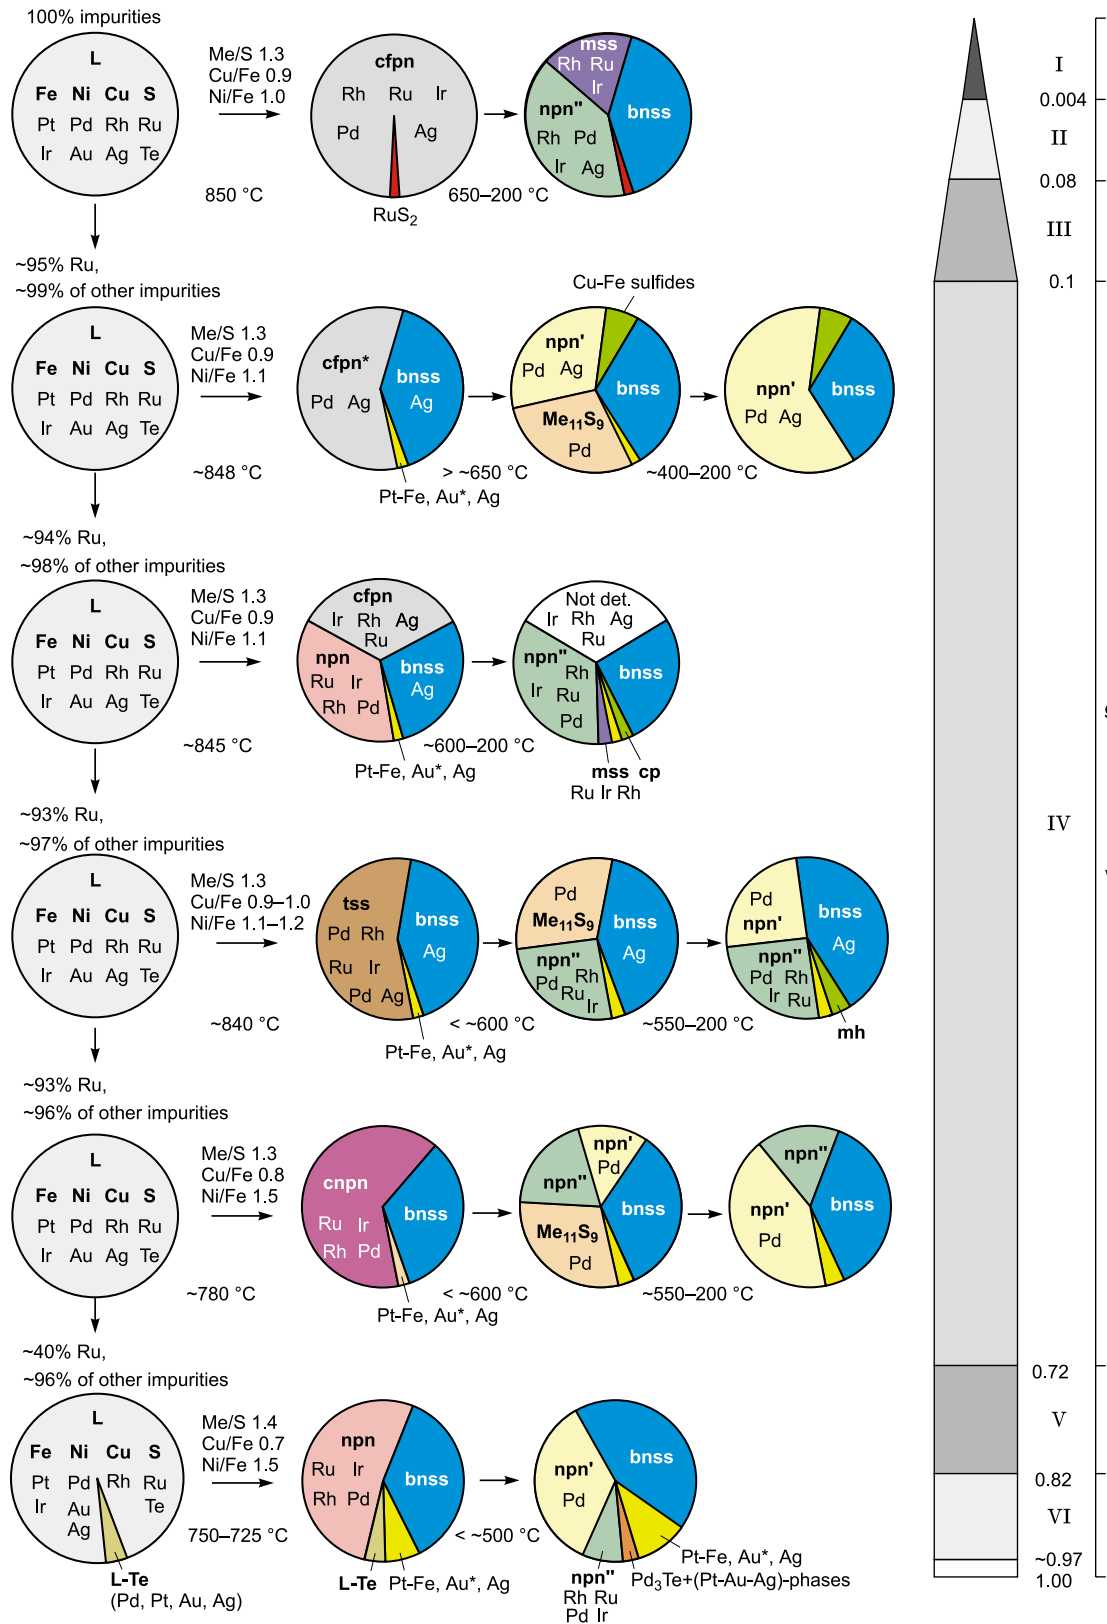 100% impurities
L
Fe Ni Cu S
Pt Pd Rh Ru
Ir Au Ag Te
Me/S 1.3
Cu/Fe 0.9
Ni/Fe 1.0
850 °C
cfpn
Rh Ru Ir
Pd Ag
RuS₂
650–200 °C
mss
Rh Ru
Ir
npn"
Rh Pd
Ir Ag
bnss
~95% Ru,
~99% of other impurities
L
Fe Ni Cu S
Pt Pd Rh Ru
Ir Au Ag Te
Me/S 1.3
Cu/Fe 0.9
Ni/Fe 1.1
~848 °C
cfpn*
Pd Ag
bnss
Ag
Pt-Fe, Au*, Ag
> ~650 °C
Cu-Fe sulfides
npn'
Pd Ag
bnss
Me₁₁S₉
Pd
~400–200 °C
npn'
Pd Ag
bnss
~94% Ru,
~98% of other impurities
L
Fe Ni Cu S
Pt Pd Rh Ru
Ir Au Ag Te
Me/S 1.3
Cu/Fe 0.9
Ni/Fe 1.1
~845 °C
cfpn
Ir Rh Ag
Ru
npn
Ru Ir
Rh Pd
bnss
Ag
Pt-Fe, Au*, Ag
~600–200 °C
Not det.
Ir Rh Ag
Ru
npn"
Rh
Ir Ru
Pd
bnss
mss cp
Ru Ir Rh
~93% Ru,
~97% of other impurities
L
Fe Ni Cu S
Pt Pd Rh Ru
Ir Au Ag Te
Me/S 1.3
Cu/Fe 0.9–1.0
Ni/Fe 1.1–1.2
~840 °C
tss
Pd Rh
Ru Ir
Pd Ag
bnss
Ag
Pt-Fe, Au*, Ag
< ~600 °C
Pd
Me₁₁S₉
npn"
Pd Rh
Ru Ir
bnss
Ag
~550–200 °C
Pd
npn'
npn"
Pd Rh
Ir Ru
bnss
Ag
mh
~93% Ru,
~96% of other impurities
L
Fe Ni Cu S
Pt Pd Rh Ru
Ir Au Ag Te
Me/S 1.3
Cu/Fe 0.8
Ni/Fe 1.5
~780 °C
cnpn
Ru Ir
Rh Pd
bnss
Pt-Fe, Au*, Ag
< ~600 °C
npn'
Pd
npn"
Me₁₁S₉
Pd
bnss
~550–200 °C
npn"
npn'
Pd
bnss
~40% Ru,
~96% of other impurities
L
Fe Ni Cu S
Pt Pd Rh Ru
Ir Au Te
Ag
L-Te
(Pd, Pt, Au, Ag)
Me/S 1.4
Cu/Fe 0.7
Ni/Fe 1.5
750–725 °C
npn
Ru Ir
Rh Pd
bnss
L-Te Pt-Fe, Au*, Ag
< ~500 °C
npn'
Pd
bnss
Pt-Fe, Au*, Ag
Pd₃Te+(Pt-Au-Ag)-phases
npn"
Rh Ru
Pd Ir
I
0.004
II
0.08
III
0.1
IV
0.72
V
0.82
VI
~0.97
1.00